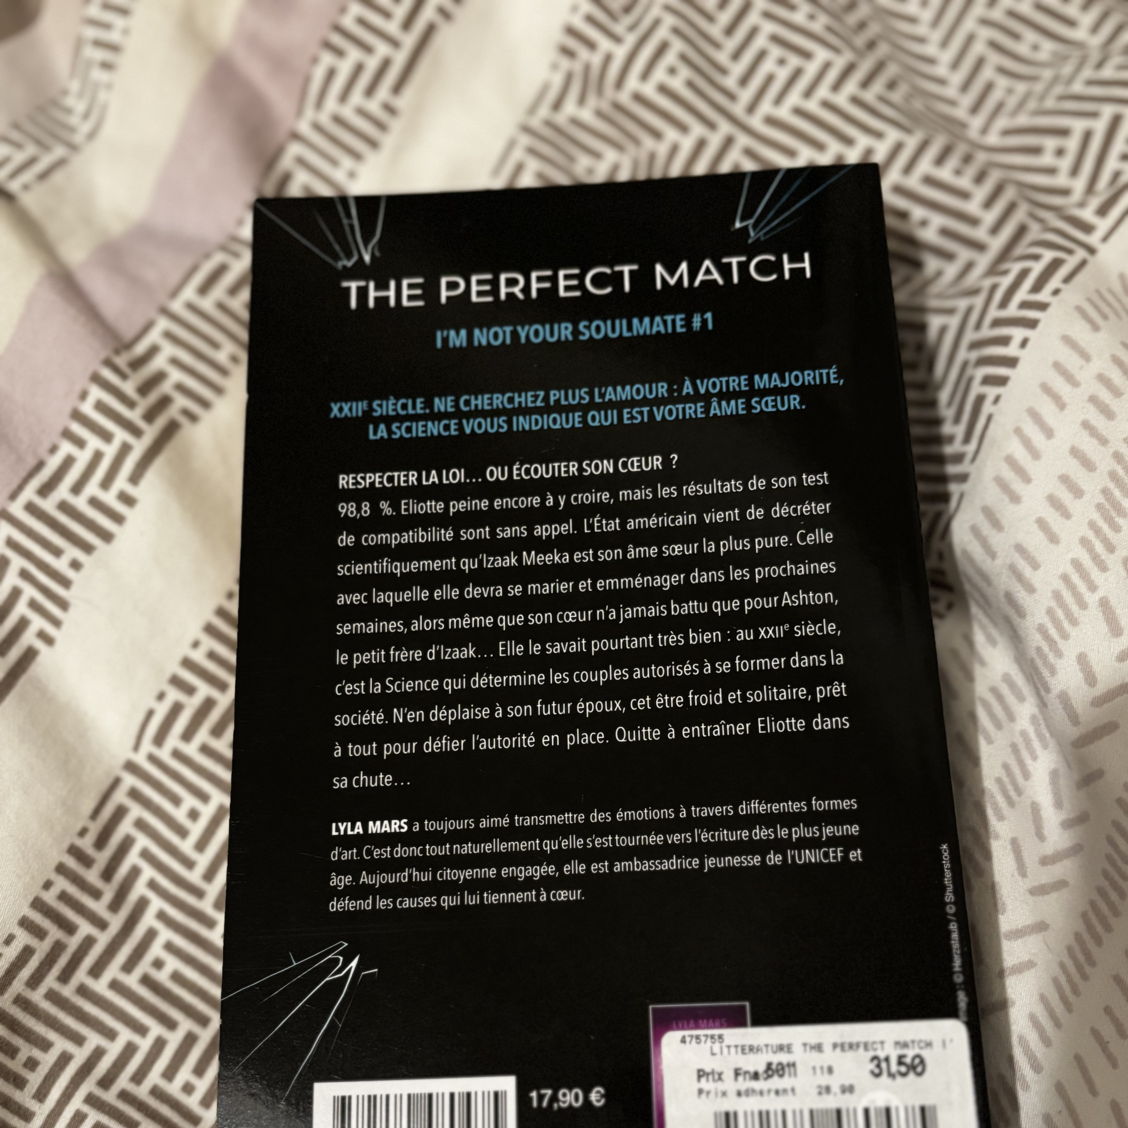 THE PERFECT MATCH
I'M NOT YOUR SOULMATE #1
XXIIᵉ SIÈCLE. NE CHERCHEZ PLUS L'AMOUR : À VOTRE MAJORITÉ,
LA SCIENCE VOUS INDIQUE QUI EST VOTRE ÂME SŒUR.
RESPECTER LA LOI... OU ÉCOUTER SON CŒUR ?
98,8 %. Eliotte peine encore à y croire, mais les résultats de son test
de compatibilité sont sans appel. L'État américain vient de décréter
scientifiquement qu'Izaak Meeka est son âme sœur la plus pure. Celle
avec laquelle elle devra se marier et emménager dans les prochaines
semaines, alors même que son cœur n'a jamais battu que pour Ashton,
le petit frère d'Izaak... Elle le savait pourtant très bien : au XXIIᵉ siècle,
c'est la Science qui détermine les couples autorisés à se former dans la
société. N'en déplaise à son futur époux, cet être froid et solitaire, prêt
à tout pour défier l'autorité en place. Quitte à entraîner Eliotte dans
sa chute...
LYLA MARS a toujours aimé transmettre des émotions à travers différentes formes
d'art. C'est donc tout naturellement qu'elle s'est tournée vers l'écriture dès le plus jeune
âge. Aujourd'hui citoyenne engagée, elle est ambassadrice jeunesse de l'UNICEF et
défend les causes qui lui tiennent à cœur.
© Herzstaub / © Shutterstock
LYLA MARS
17,90 €
475755
LITTERATURE THE PERFECT MATCH I'
Prix Fnac 5011 118 31,50
Prix adherent 28,90